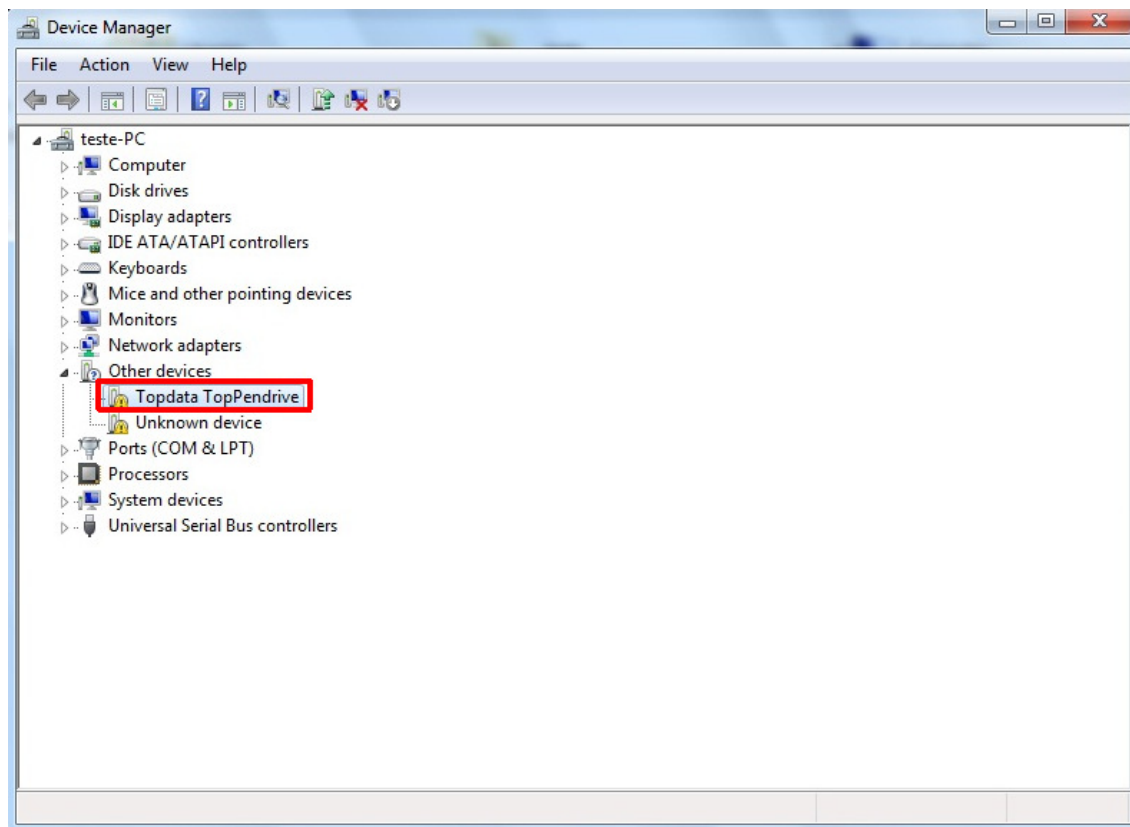 Device Manager
File Action View Help
teste-PC
Computer
Disk drives
Display adapters
IDE ATA/ATAPI controllers
Keyboards
Mice and other pointing devices
Monitors
Network adapters
Other devices
Topdata TopPendrive
Unknown device
Ports (COM & LPT)
Processors
System devices
Universal Serial Bus controllers